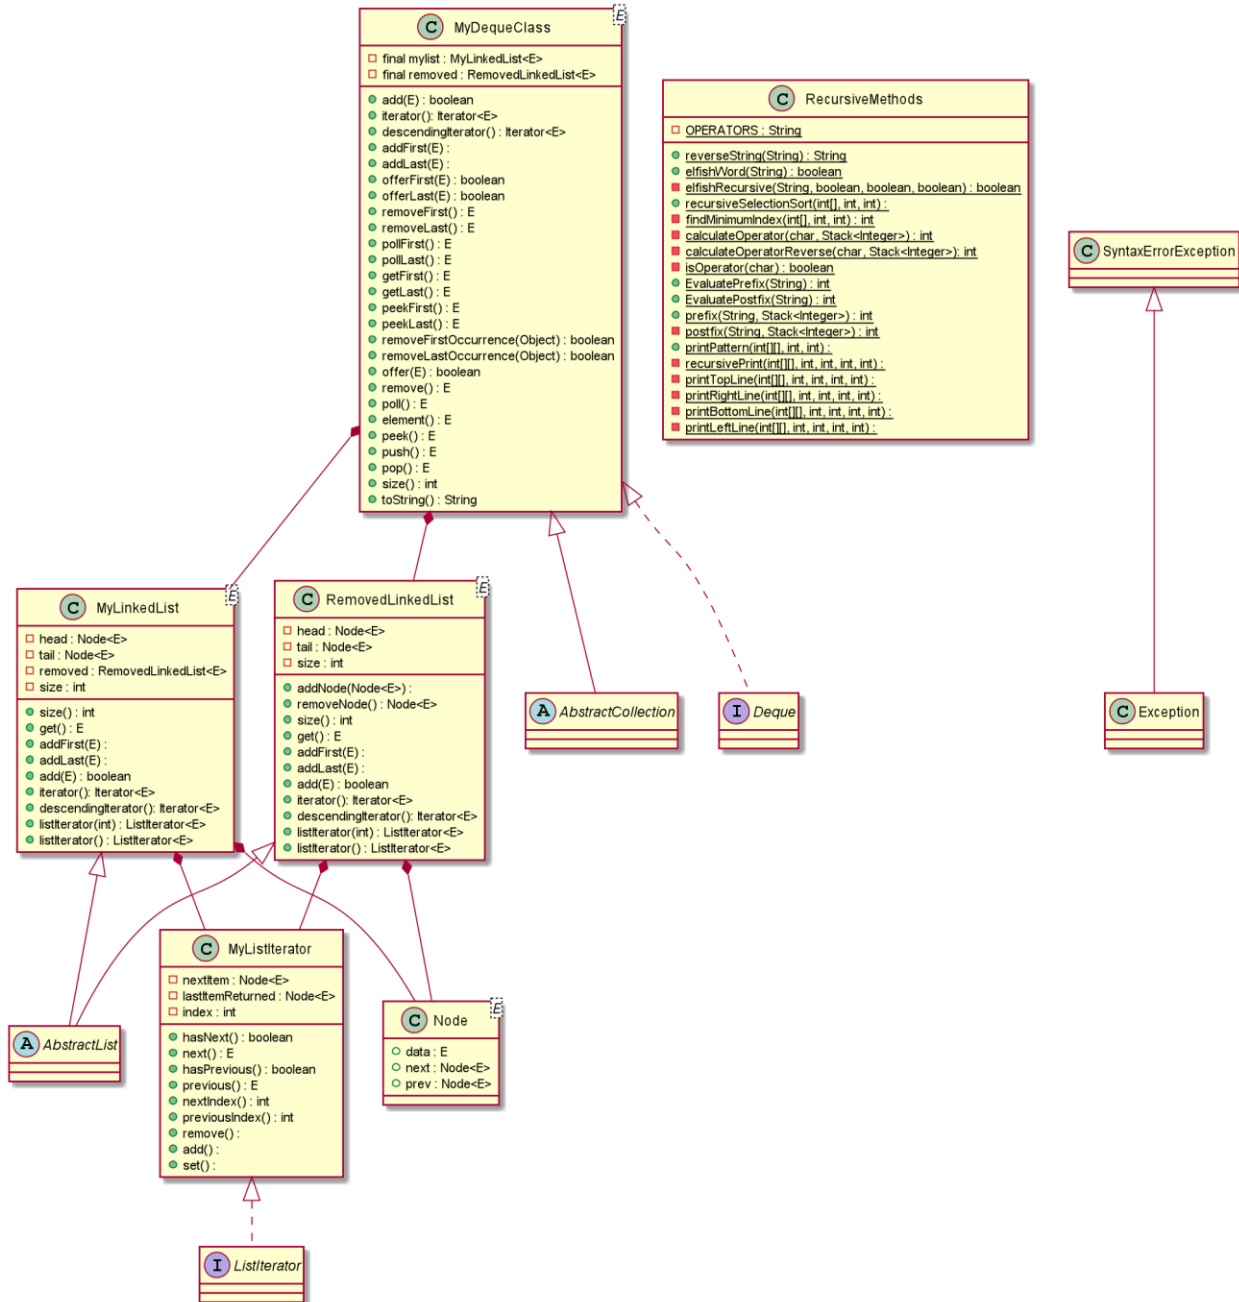 C MyDequeClass
E
final mylist : MyLinkedList<E>
final removed : RemovedLinkedList<E>
add(E) : boolean
iterator(): Iterator<E>
descendingIterator() : Iterator<E>
addFirst(E) :
addLast(E) :
offerFirst(E) : boolean
offerLast(E) : boolean
removeFirst() : E
removeLast() : E
pollFirst() : E
pollLast() : E
getFirst() : E
getLast() : E
peekFirst() : E
peekLast() : E
removeFirstOccurrence(Object) : boolean
removeLastOccurrence(Object) : boolean
offer(E) : boolean
remove() : E
poll() : E
element() : E
peek() : E
push() : E
pop() : E
size() : int
toString() : String
C RecursiveMethods
OPERATORS : String
reverseString(String) : String
elfishWord(String) : boolean
elfishRecursive(String, boolean, boolean, boolean) : boolean
recursiveSelectionSort(int[], int, int) :
findMinimumIndex(int[], int, int) : int
calculateOperator(char, Stack<Integer>) : int
calculateOperatorReverse(char, Stack<Integer>): int
isOperator(char) : boolean
EvaluatePrefix(String) : int
EvaluatePostfix(String) : int
prefix(String, Stack<Integer>) : int
postfix(String, Stack<Integer>) : int
printPattern(int[][], int, int) :
recursivePrint(int[][], int, int, int, int) :
printTopLine(int[][], int, int, int, int) :
printRightLine(int[][], int, int, int, int) :
printBottomLine(int[][], int, int, int, int) :
printLeftLine(int[][], int, int, int, int) :
C SyntaxErrorException
C MyLinkedList
E
head : Node<E>
tail : Node<E>
removed : RemovedLinkedList<E>
size : int
size() : int
get() : E
addFirst(E) :
addLast(E) :
add(E) : boolean
iterator(): Iterator<E>
descendingIterator(): Iterator<E>
listIterator(int) : ListIterator<E>
listIterator() : ListIterator<E>
C RemovedLinkedList
E
head : Node<E>
tail : Node<E>
size : int
addNode(Node<E>) :
removeNode() : Node<E>
size() : int
get() : E
addFirst(E) :
addLast(E) :
add(E) : boolean
iterator(): Iterator<E>
descendingIterator(): Iterator<E>
listIterator(int) : ListIterator<E>
listIterator() : ListIterator<E>
A AbstractCollection
I Deque
C Exception
A AbstractList
C MyListIterator
nextItem : Node<E>
lastItemReturned : Node<E>
index : int
hasNext() : boolean
next() : E
hasPrevious() : boolean
previous() : E
nextIndex() : int
previousIndex() : int
remove() :
add() :
set() :
C Node
E
data : E
next : Node<E>
prev : Node<E>
I ListIterator